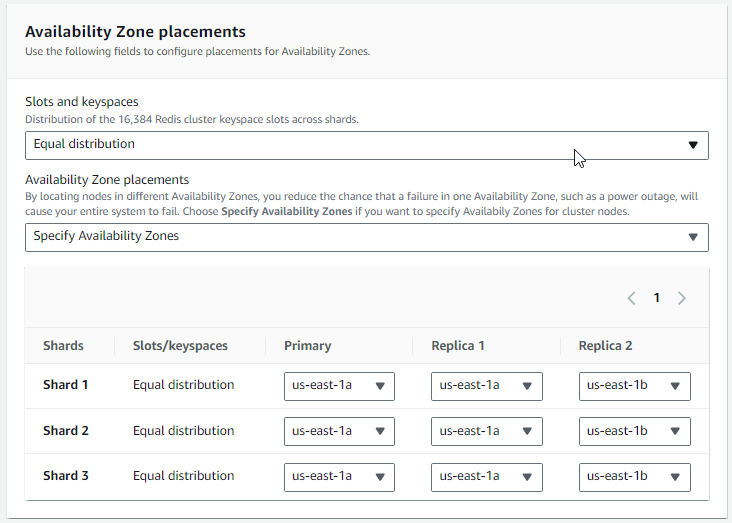 Availability Zone placements
Use the following fields to configure placements for Availability Zones.
Slots and keyspaces
Distribution of the 16,384 Redis cluster keyspace slots across shards.
Equal distribution
Availability Zone placements
By locating nodes in different Availability Zones, you reduce the chance that a failure in one Availability Zone, such as a power outage, will
cause your entire system to fail. Choose Specify Availability Zones if you want to specify Availabily Zones for cluster nodes.
Specify Availability Zones
1
Shards Slots/keyspaces Primary Replica 1 Replica 2
Shard 1 Equal distribution us-east-1a us-east-1a us-east-1b
Shard 2 Equal distribution us-east-1a us-east-1a us-east-1b
Shard 3 Equal distribution us-east-1a us-east-1a us-east-1b